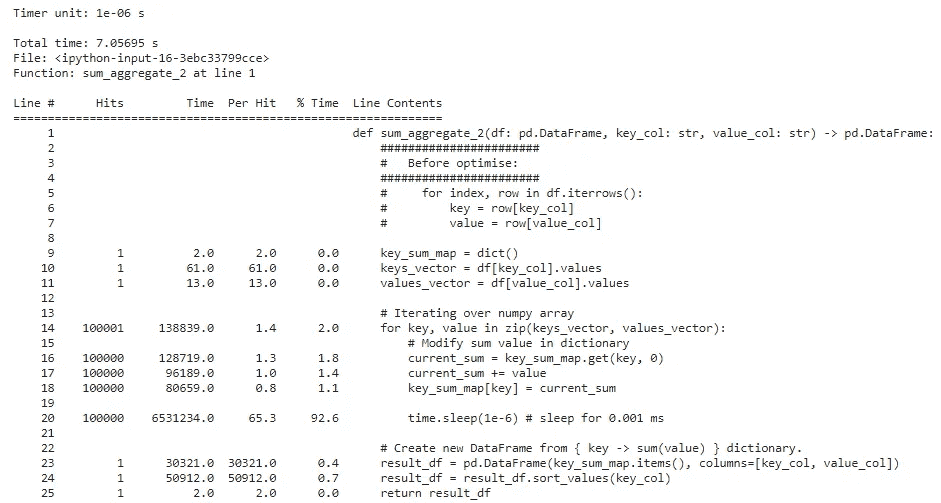 Timer unit: 1e-06 s
Total time: 7.05695 s
File: <ipython-input-16-3ebc33799cce>
Function: sum_aggregate_2 at line 1
Line #      Hits         Time  Per Hit   % Time  Line Contents
==============================================================
     1                                           def sum_aggregate_2(df: pd.DataFrame, key_col: str, value_col: str) -> pd.DataFrame:
     2                                               #######################
     3                                               #   Before optimise:
     4                                               #######################
     5                                               #     for index, row in df.iterrows():
     6                                               #         key = row[key_col]
     7                                               #         value = row[value_col]
     8
     9         1          2.0      2.0      0.0      key_sum_map = dict()
    10         1         61.0     61.0      0.0      keys_vector = df[key_col].values
    11         1         13.0     13.0      0.0      values_vector = df[value_col].values
    12
    13                                               # Iterating over numpy array
    14    100001     138839.0      1.4      2.0      for key, value in zip(keys_vector, values_vector):
    15                                                   # Modify sum value in dictionary
    16    100000     128719.0      1.3      1.8          current_sum = key_sum_map.get(key, 0)
    17    100000      96189.0      1.0      1.4          current_sum += value
    18    100000      80659.0      0.8      1.1          key_sum_map[key] = current_sum
    19
    20    100000    6531234.0     65.3     92.6          time.sleep(1e-6) # sleep for 0.001 ms
    21
    22                                               # Create new DataFrame from { key -> sum(value) } dictionary.
    23         1      30321.0  30321.0      0.4      result_df = pd.DataFrame(key_sum_map.items(), columns=[key_col, value_col])
    24         1      50912.0  50912.0      0.7      result_df = result_df.sort_values(key_col)
    25         1          2.0      2.0      0.0      return result_df